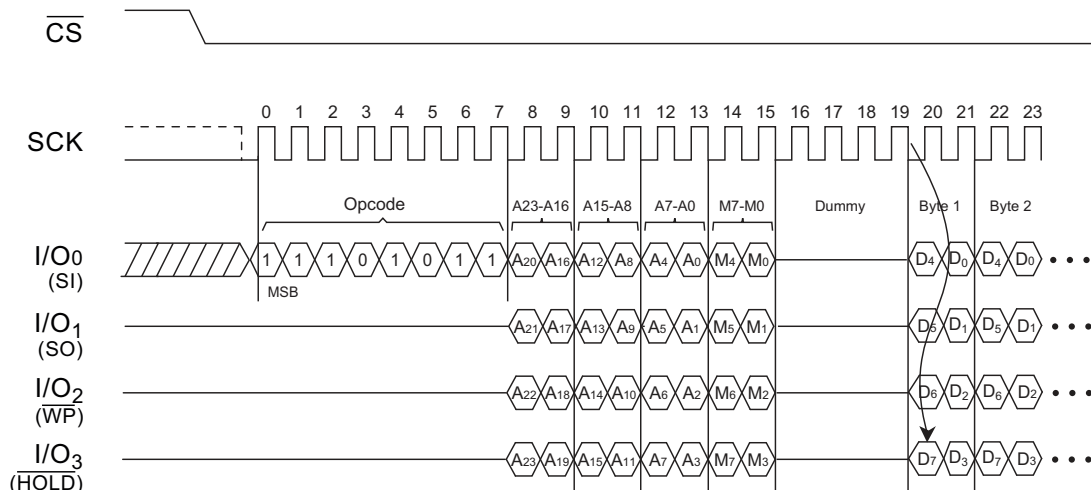 CS
0 1 2 3 4 5 6 7 8 9 10 11 12 13 14 15 16 17 18 19 20 21 22 23
SCK
Opcode A23-A16 A15-A8 A7-A0 M7-M0 Dummy Byte 1 Byte 2
I/O0 1 1 1 0 1 0 1 1 A20 A16 A12 A8 A4 A0 M4 M0 D4 D0 D4 D0 • • •
(SI)
MSB
I/O1 A21 A17 A13 A9 A5 A1 M5 M1 D5 D1 D5 D1 • • •
(SO)
I/O2 A22 A18 A14 A10 A6 A2 M6 M2 D6 D2 D6 D2 • • •
(WP)
I/O3 A23 A19 A15 A11 A7 A3 M7 M3 D7 D3 D7 D3 • • •
(HOLD)